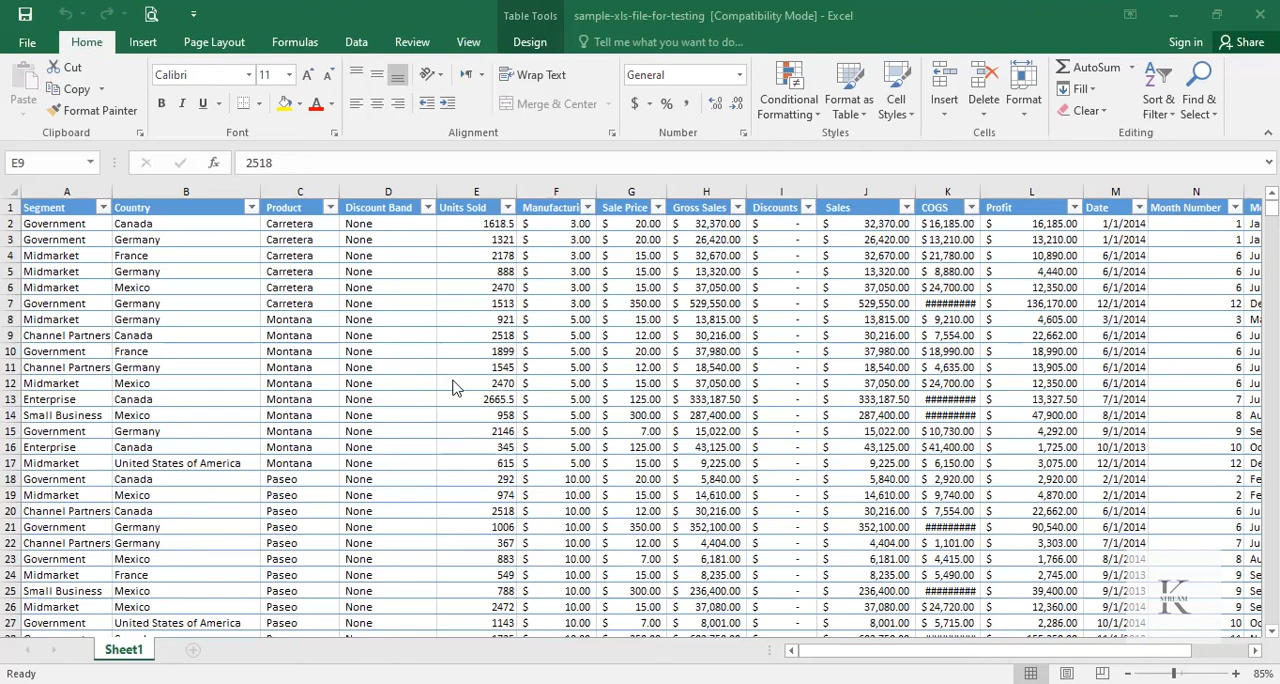 Table Tools
sample-xls-file-for-testing [Compatibility Mode] - Excel
File Home Insert Page Layout Formulas Data Review View Design Tell me what you want to do... Sign in Share
Paste Cut Copy Format Painter Clipboard
Calibri 11 B I U A A A Font
Wrap Text Merge & Center Alignment
General $ % , Number
Conditional Formatting Format as Table Cell Styles Styles
Insert Delete Format Cells
AutoSum Fill Clear Sort & Filter Find & Select Editing
E9 fx 2518
A B C D E F G H I J K L M N
1 Segment Country Product Discount Band Units Sold Manufacturi Sale Price Gross Sales Discounts Sales COGS Profit Date Month Number Mo
2 Government Canada Carretera None 1618.5 $ 3.00 $ 20.00 $ 32,370.00 $ - $ 32,370.00 $ 16,185.00 $ 16,185.00 1/1/2014 1 Ja
3 Government Germany Carretera None 1321 $ 3.00 $ 20.00 $ 26,420.00 $ - $ 26,420.00 $ 13,210.00 $ 13,210.00 1/1/2014 1 Ja
4 Midmarket France Carretera None 2178 $ 3.00 $ 15.00 $ 32,670.00 $ - $ 32,670.00 $ 21,780.00 $ 10,890.00 6/1/2014 6 Ju
5 Midmarket Germany Carretera None 888 $ 3.00 $ 15.00 $ 13,320.00 $ - $ 13,320.00 $ 8,880.00 $ 4,440.00 6/1/2014 6 Ju
6 Midmarket Mexico Carretera None 2470 $ 3.00 $ 15.00 $ 37,050.00 $ - $ 37,050.00 $ 24,700.00 $ 12,350.00 6/1/2014 6 Ju
7 Government Germany Carretera None 1513 $ 3.00 $ 350.00 $ 529,550.00 $ - $ 529,550.00 ######### $ 136,170.00 12/1/2014 12 De
8 Midmarket Germany Montana None 921 $ 5.00 $ 15.00 $ 13,815.00 $ - $ 13,815.00 $ 9,210.00 $ 4,605.00 3/1/2014 3 Ma
9 Channel Partners Canada Montana None 2518 $ 5.00 $ 12.00 $ 30,216.00 $ - $ 30,216.00 $ 7,554.00 $ 22,662.00 6/1/2014 6 Ju
10 Government France Montana None 1899 $ 5.00 $ 20.00 $ 37,980.00 $ - $ 37,980.00 $ 18,990.00 $ 18,990.00 6/1/2014 6 Ju
11 Channel Partners Germany Montana None 1545 $ 5.00 $ 12.00 $ 18,540.00 $ - $ 18,540.00 $ 4,635.00 $ 13,905.00 6/1/2014 6 Ju
12 Midmarket Mexico Montana None 2470 $ 5.00 $ 15.00 $ 37,050.00 $ - $ 37,050.00 $ 24,700.00 $ 12,350.00 6/1/2014 6 Ju
13 Enterprise Canada Montana None 2665.5 $ 5.00 $ 125.00 $ 333,187.50 $ - $ 333,187.50 ######### $ 13,327.50 7/1/2014 7 Ju
14 Small Business Mexico Montana None 958 $ 5.00 $ 300.00 $ 287,400.00 $ - $ 287,400.00 ######### $ 47,900.00 8/1/2014 8 Au
15 Government Germany Montana None 2146 $ 5.00 $ 7.00 $ 15,022.00 $ - $ 15,022.00 $ 10,730.00 $ 4,292.00 9/1/2014 9 Se
16 Enterprise Canada Montana None 345 $ 5.00 $ 125.00 $ 43,125.00 $ - $ 43,125.00 $ 41,400.00 $ 1,725.00 10/1/2013 10 Oc
17 Midmarket United States of America Montana None 615 $ 5.00 $ 15.00 $ 9,225.00 $ - $ 9,225.00 $ 6,150.00 $ 3,075.00 12/1/2014 12 De
18 Government Canada Paseo None 292 $ 10.00 $ 20.00 $ 5,840.00 $ - $ 5,840.00 $ 2,920.00 $ 2,920.00 2/1/2014 2 Fe
19 Midmarket Mexico Paseo None 974 $ 10.00 $ 15.00 $ 14,610.00 $ - $ 14,610.00 $ 9,740.00 $ 4,870.00 2/1/2014 2 Fe
20 Channel Partners Canada Paseo None 2518 $ 10.00 $ 12.00 $ 30,216.00 $ - $ 30,216.00 $ 7,554.00 $ 22,662.00 6/1/2014 6 Ju
21 Government Germany Paseo None 1006 $ 10.00 $ 350.00 $ 352,100.00 $ - $ 352,100.00 ######### $ 90,540.00 6/1/2014 6 Ju
22 Channel Partners Germany Paseo None 367 $ 10.00 $ 12.00 $ 4,404.00 $ - $ 4,404.00 $ 1,101.00 $ 3,303.00 7/1/2014 7 Ju
23 Government Mexico Paseo None 883 $ 10.00 $ 7.00 $ 6,181.00 $ - $ 6,181.00 $ 4,415.00 $ 1,766.00 8/1/2014 8 Au
24 Midmarket France Paseo None 549 $ 10.00 $ 15.00 $ 8,235.00 $ - $ 8,235.00 $ 5,490.00 $ 2,745.00 9/1/2013 9 Se
25 Small Business Mexico Paseo None 788 $ 10.00 $ 300.00 $ 236,400.00 $ - $ 236,400.00 ######### $ 39,400.00 9/1/2013 9 Se
26 Midmarket Mexico Paseo None 2472 $ 10.00 $ 15.00 $ 37,080.00 $ - $ 37,080.00 $ 24,720.00 $ 12,360.00 9/1/2014 9 Se
27 Government United States of America Paseo None 1143 $ 10.00 $ 7.00 $ 8,001.00 $ - $ 8,001.00 $ 5,715.00 $ 2,286.00 10/1/2014 10 Oc
K STREAM
Sheet1
Ready 85%